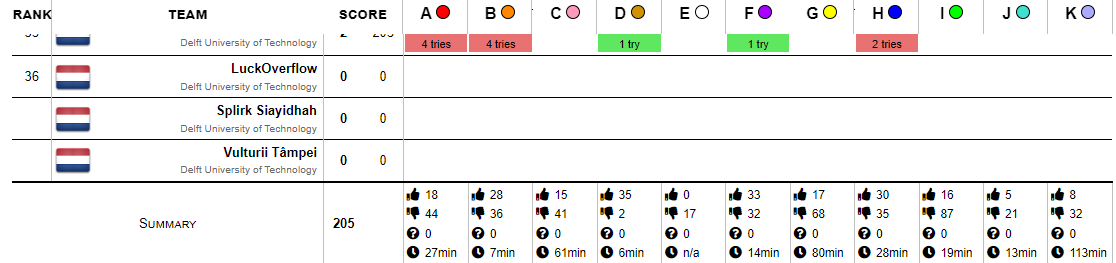 RANK TEAM SCORE A B C D E F G H I J K
Delft University of Technology 4 tries 4 tries 1 try 1 try 2 tries
36 LuckOverflow 0 0
Delft University of Technology
Splirk Siayidhah 0 0
Delft University of Technology
Vulturii Tâmpei 0 0
Delft University of Technology
18 28 15 35 0 33 17 30 16 5 8
44 36 41 2 17 32 68 35 87 21 32
SUMMARY 205
0 0 0 0 0 0 0 0 0 0 0
27min 7min 61min 6min n/a 14min 80min 28min 19min 13min 113min